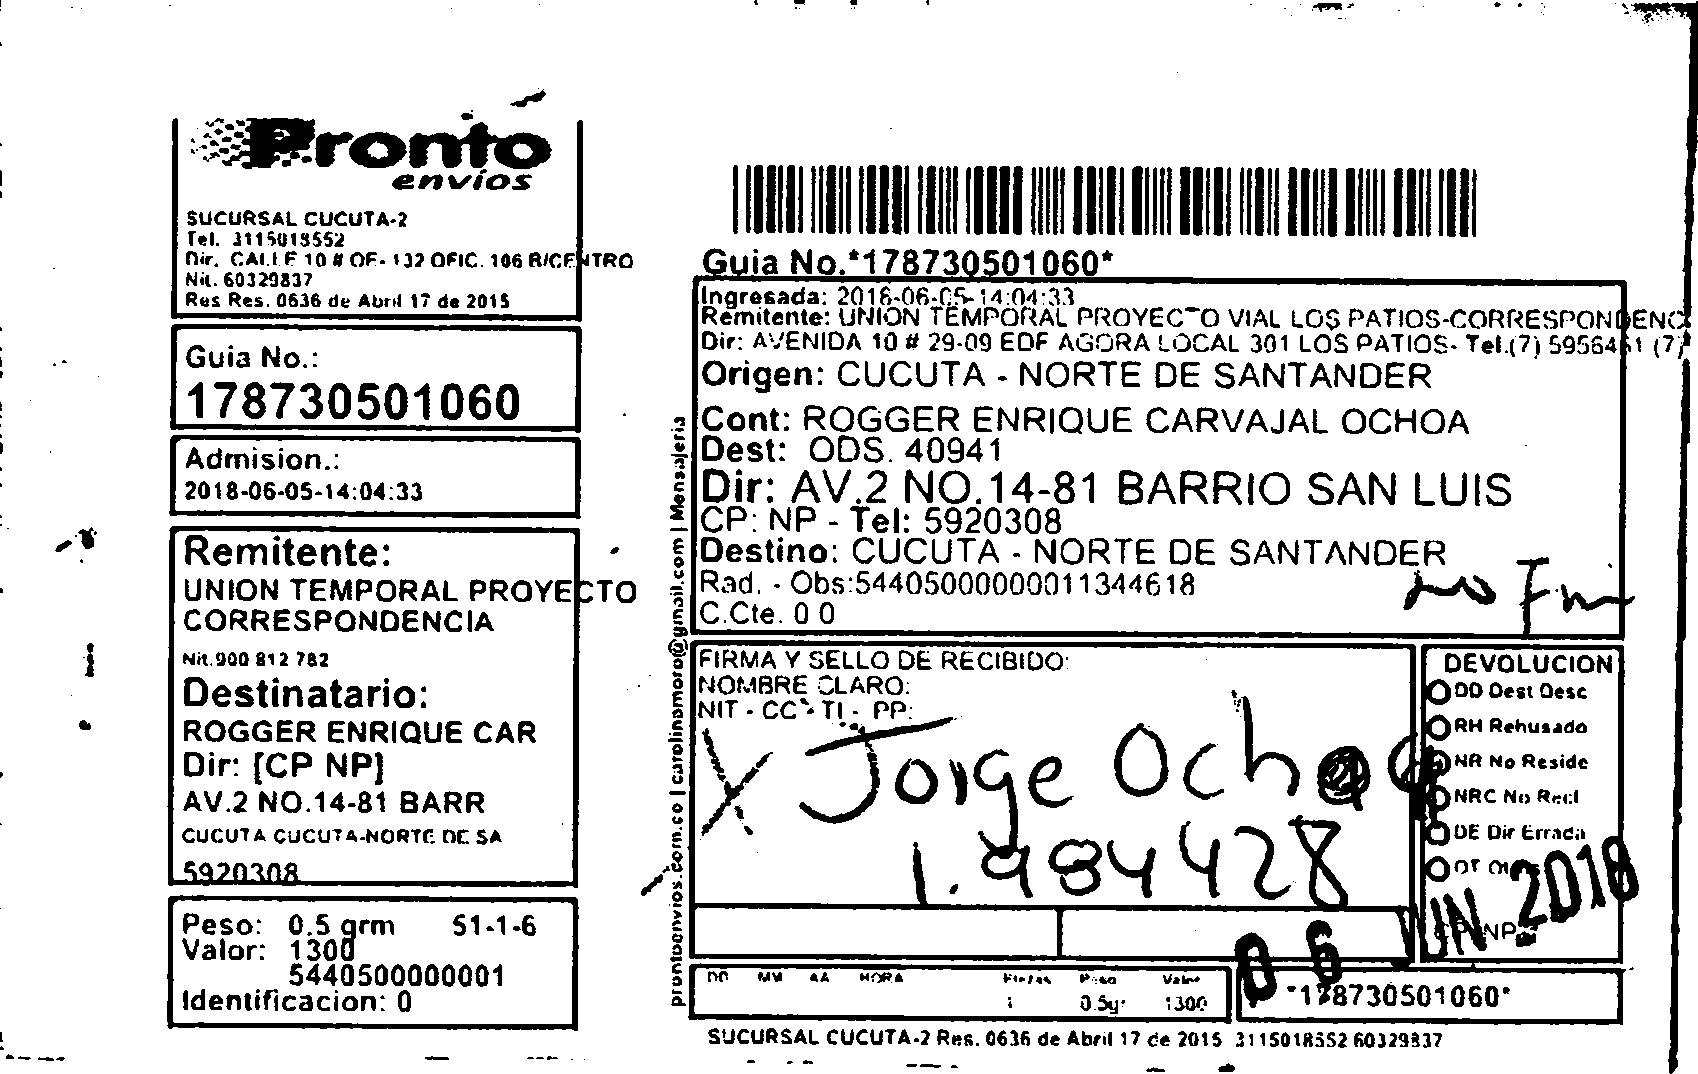 Pronto
envíos
SUCURSAL CUCUTA-2
Tel. 3115018552
Dir. CALLE 10 # OE- 132 OFIC. 106 B/CENTRO
Nit. 60329837
Res Res. 0636 de Abril 17 de 2015
Guia No.:
178730501060
Admision.:
2018-06-05-14:04:33
Remitente:
UNION TEMPORAL PROYECTO
CORRESPONDENCIA
Nit.900 812 782
Destinatario:
ROGGER ENRIQUE CAR
Dir: [CP NP]
AV.2 NO.14-81 BARR
CUCUTA CUCUTA-NORTE DE SA
5920308
Peso: 0.5 grm S1-1-6
Valor: 1300
5440500000001
Identificacion: 0
prontoenvios.com.co | carolinamoro@gmail.com | Mensajeria
Guia No.*178730501060*
Ingresada: 2018-06-05-14:04:33
Remitente: UNION TEMPORAL PROYECTO VIAL LOS PATIOS-CORRESPONDENC
Dir: AVENIDA 10 # 29-09 EDF AGORA LOCAL 301 LOS PATIOS- Tel.(7) 5956461 (7)
Origen: CUCUTA - NORTE DE SANTANDER
Cont: ROGGER ENRIQUE CARVAJAL OCHOA
Dest: ODS. 40941
Dir: AV.2 NO.14-81 BARRIO SAN LUIS
CP: NP - Tel: 5920308
Destino: CUCUTA - NORTE DE SANTANDER
Rad. - Obs:54405000000011344618
C.Cte. 0 0
FIRMA Y SELLO DE RECIBIDO:
NOMBRE CLARO:
NIT - CC - TI - PP:
X Jorge Ochoa
1.984428
DEVOLUCION
DD Dest Desc
RH Rehusado
NR No Reside
NRC No Recl
DE Dir Errada
OT
CP: NP
06 JUN 2018
DD MM AA HORA Piezas Peso Valor
1 0.5gr 1300
*178730501060*
SUCURSAL CUCUTA-2 Res. 0636 de Abril 17 de 2015 3115018552 60329837